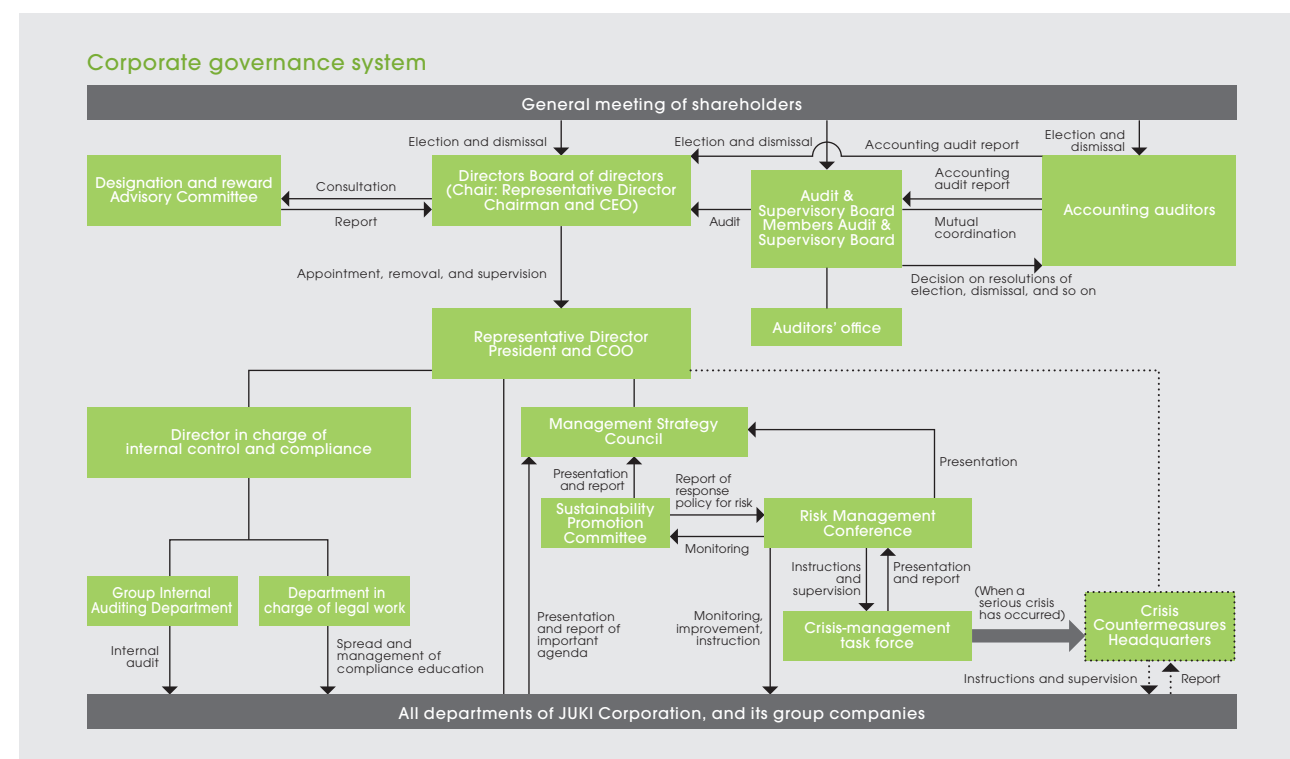 Corporate governance system
General meeting of shareholders
Election and dismissal
Election and dismissal
Election and
dismissal
Accounting audit report
Designation and reward
Advisory Committee
Consultation
Report
Directors Board of directors
(Chair: Representative Director
Chairman and CEO)
Audit
Audit &
Supervisory Board
Members Audit &
Supervisory Board
Accounting
audit report
Mutual
coordination
Accounting auditors
Decision on resolutions of
election, dismissal, and so on
Appointment, removal, and supervision
Auditors’ office
Representative Director
President and COO
Director in charge of
internal control and compliance
Management Strategy
Council
Presentation
Presentation
and report
Report of
response
policy for risk
Sustainability
Promotion
Committee
Monitoring
Risk Management
Conference
Group Internal
Auditing Department
Department in
charge of legal work
Instructions
and
supervision
Presentation
and report
(When a
serious crisis
has occurred)
Crisis
Countermeasures
Headquarters
Presentation
and report of
important
agenda
Monitoring,
improvement,
instruction
Crisis-management
task force
Internal
audit
Spread and
management of
compliance education
Instructions and supervision
Report
All departments of JUKI Corporation, and its group companies